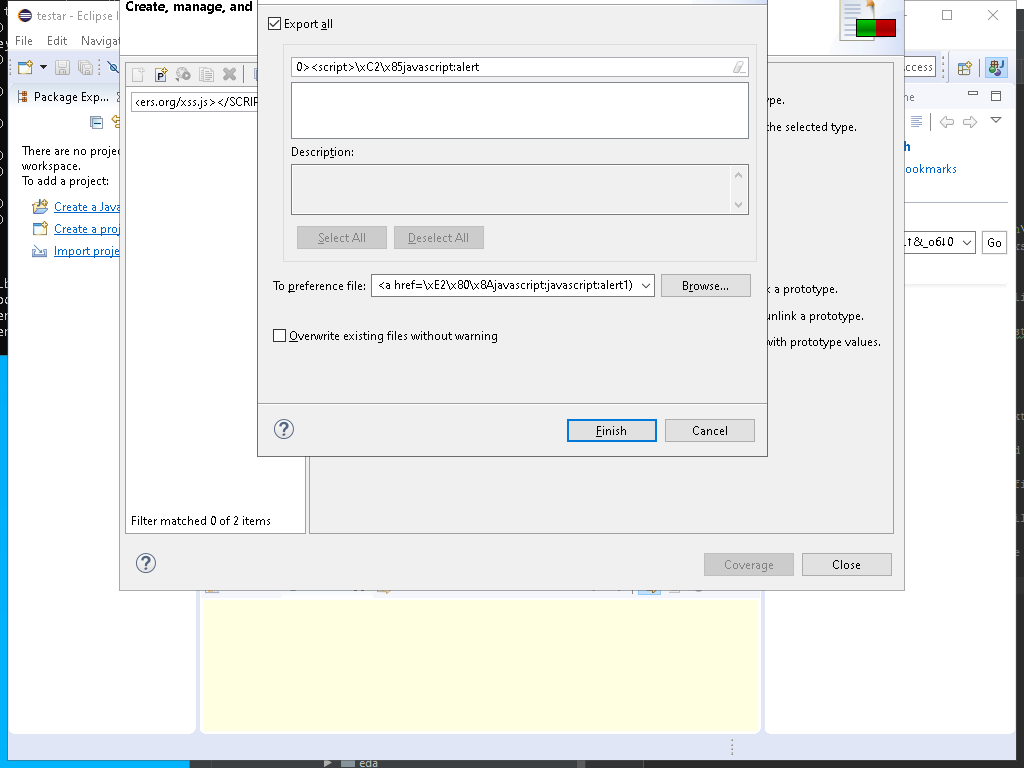 testar - Eclipse I
Create, manage, and
File Edit Navigat
Package Exp...
There are no projec
workspace.
To add a project:
Create a Java
Create a proj
Import proje
<ers.org/xss.js></SCRIP
Export all
0><script>\xC2\x85javascript:alert
Description:
Select All Deselect All
To preference file: <a href=\xE2\x80\x8Ajavascript:javascript:alert1) Browse...
Overwrite existing files without warning
Finish Cancel
ype.
the selected type.
k a prototype.
unlink a prototype.
with prototype values.
Filter matched 0 of 2 items
Coverage Close
ccess
ne
h
ookmarks
Go
eda